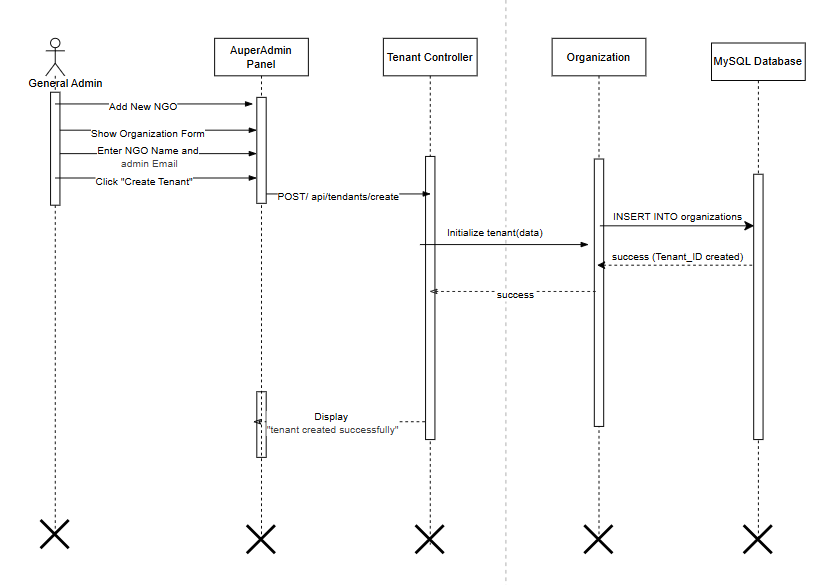 General Admin
AuperAdmin
Panel
Tenant Controller
Organization
MySQL Database
Add New NGO
Show Organization Form
Enter NGO Name and
admin Email
Click "Create Tenant"
POST/ api/tendants/create
Initialize tenant(data)
INSERT INTO organizations
success (Tenant_ID created)
success
Display
"tenant created successfully"